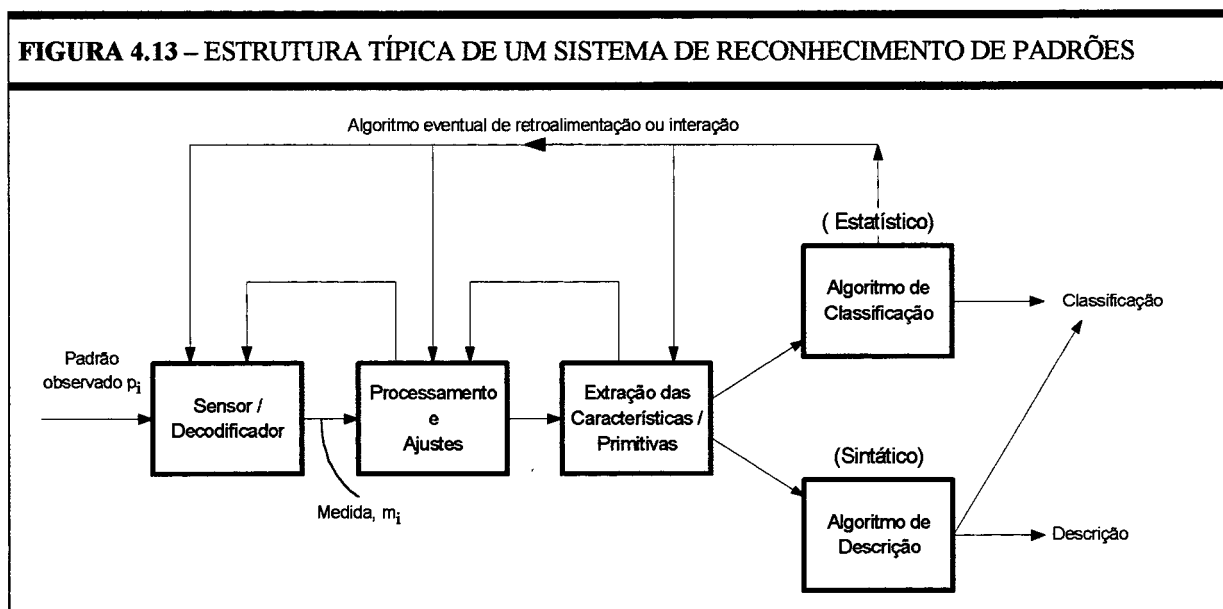 FIGURA 4.13 – ESTRUTURA TÍPICA DE UM SISTEMA DE RECONHECIMENTO DE PADRÕES
Algoritmo eventual de retroalimentação ou interação
( Estatístico)
Algoritmo de
Classificação
Classificação
Padrão
observado pi
Sensor /
Decodificador
Processamento
e
Ajustes
Extração das
Características /
Primitivas
Medida, mi
(Sintático)
Algoritmo de
Descrição
Descrição